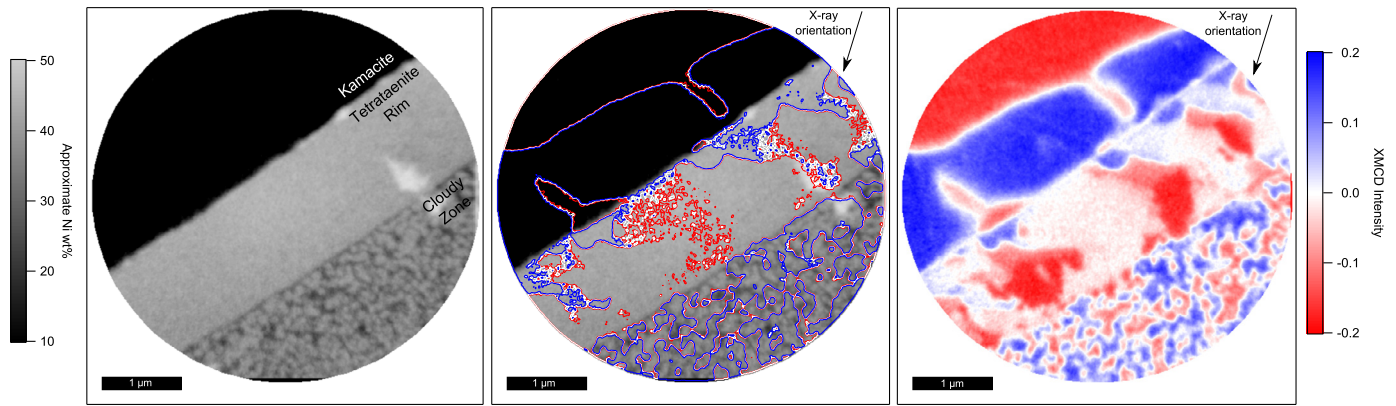 50
40
30
20
10
Approximate Ni wt%
Kamacite
Tetrataenite
Rim
Cloudy
Zone
1 µm
X-ray
orientation
1 µm
X-ray
orientation
1 µm
0.2
0.1
0.0
-0.1
-0.2
XMCD Intensity